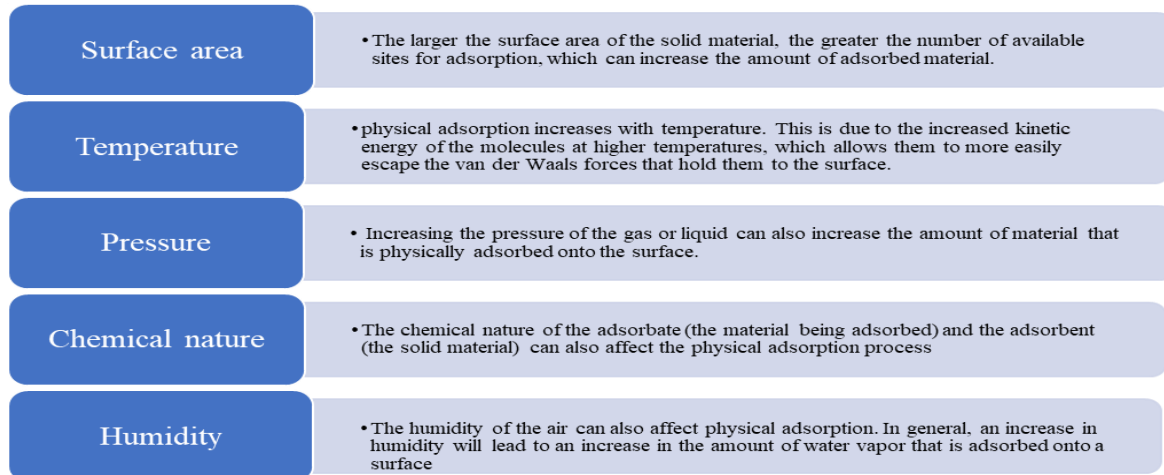 Surface area
•The larger the surface area of the solid material, the greater the number of available
sites for adsorption, which can increase the amount of adsorbed material.
Temperature
•physical adsorption increases with temperature. This is due to the increased kinetic
energy of the molecules at higher temperatures, which allows them to more easily
escape the van der Waals forces that hold them to the surface.
Pressure
• Increasing the pressure of the gas or liquid can also increase the amount of material that
is physically adsorbed onto the surface.
Chemical nature
•The chemical nature of the adsorbate (the material being adsorbed) and the adsorbent
(the solid material) can also affect the physical adsorption process
Humidity
•The humidity of the air can also affect physical adsorption. In general, an increase in
humidity will lead to an increase in the amount of water vapor that is adsorbed onto a
surface